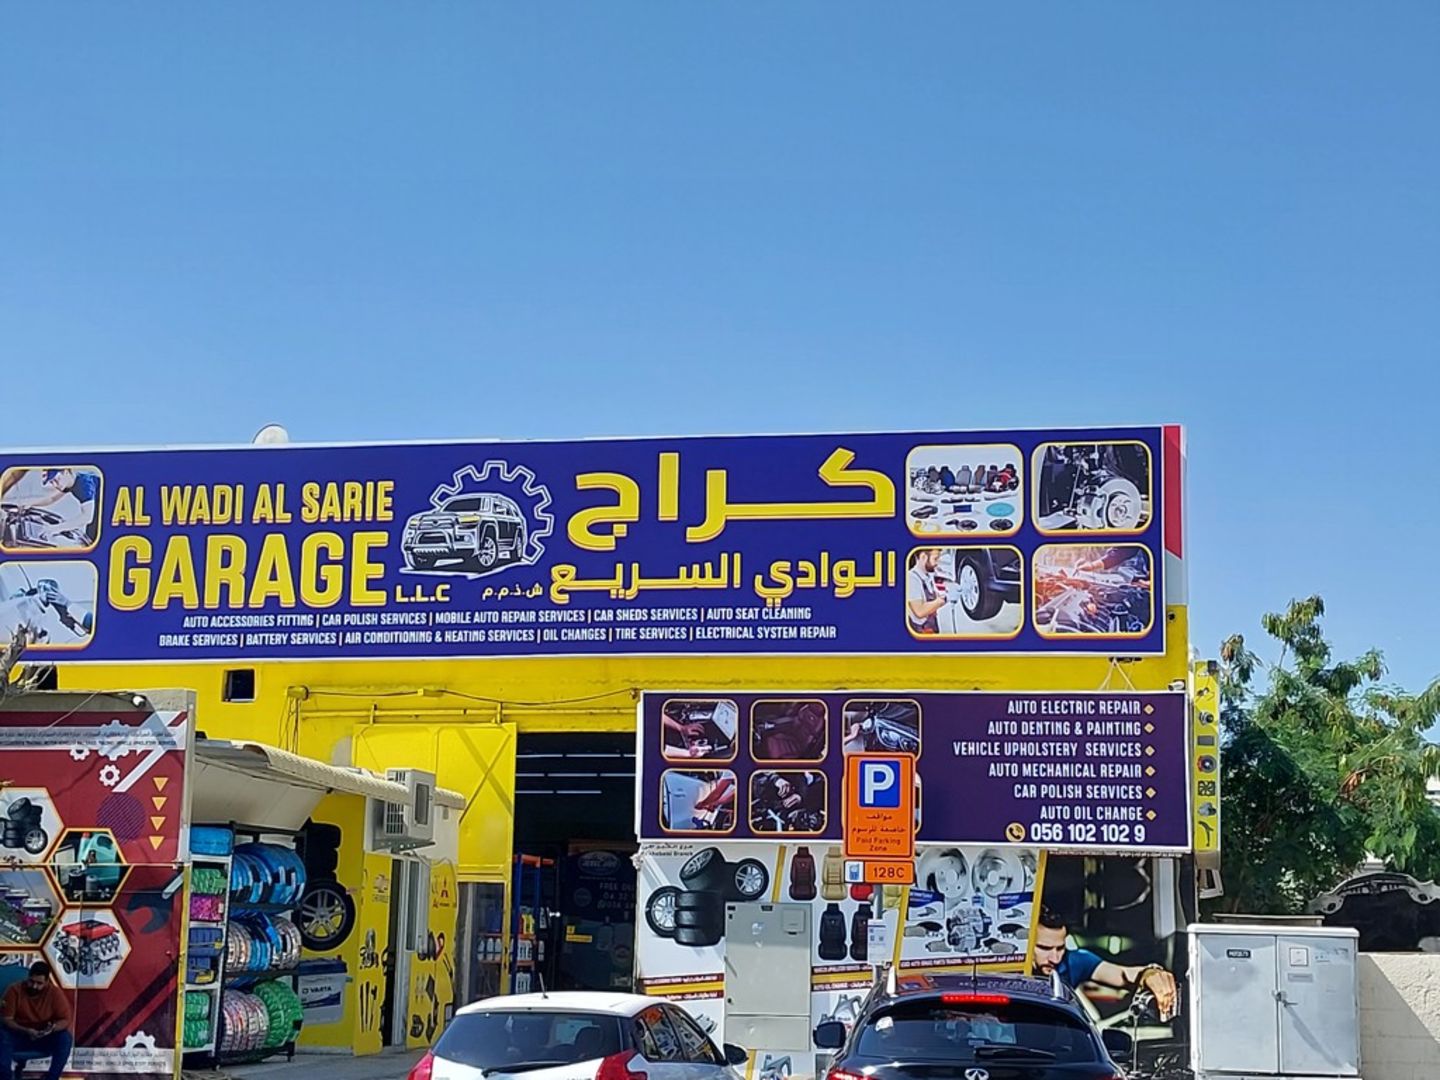 AL WADI AL SARIE
GARAGE L.L.C
كراج
الوادي السريع ش.ذ.م.م
AUTO ACCESSORIES FITTING | CAR POLISH SERVICES | MOBILE AUTO REPAIR SERVICES | CAR SHEDS SERVICES | AUTO SEAT CLEANING
BRAKE SERVICES | BATTERY SERVICES | AIR CONDITIONING & HEATING SERVICES | OIL CHANGES | TIRE SERVICES | ELECTRICAL SYSTEM REPAIR
AUTO ELECTRIC REPAIR
AUTO DENTING & PAINTING
VEHICLE UPHOLSTERY SERVICES
AUTO MECHANICAL REPAIR
CAR POLISH SERVICES
AUTO OIL CHANGE
056 102 102 9
P
مواقف
خاضعة للرسوم
Paid Parking
Zone
128C
CHEVROLET
VARTA